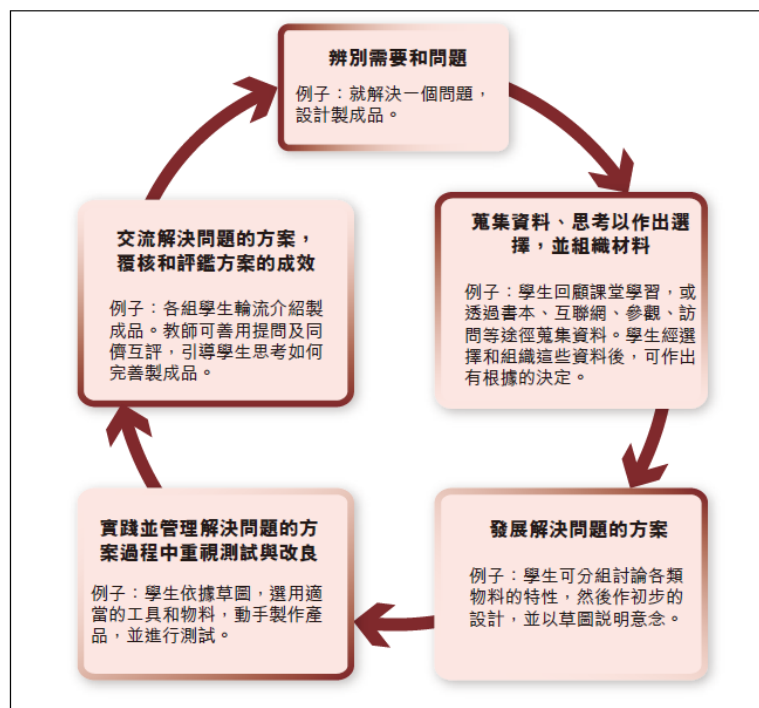 辨別需要和問題
例子：就解決一個問題，
設計製成品。
蒐集資料、思考以作出選
擇，並組織材料
例子：學生回顧課堂學習，或
透過書本、互聯網、參觀、訪
問等途徑蒐集資料。學生經選
擇和組織這些資料後，可作出
有根據的決定。
發展解決問題的方案
例子：學生可分組討論各類
物料的特性，然後作初步的
設計，並以草圖説明意念。
實踐並管理解決問題的方
案過程中重視測試與改良
例子：學生依據草圖，選用適
當的工具和物料，動手製作產
品，並進行測試。
交流解決問題的方案，
覆核和評鑑方案的成效
例子：各組學生輪流介紹製
成品。教師可善用提問及同
儕互評，引導學生思考如何
完善製成品。